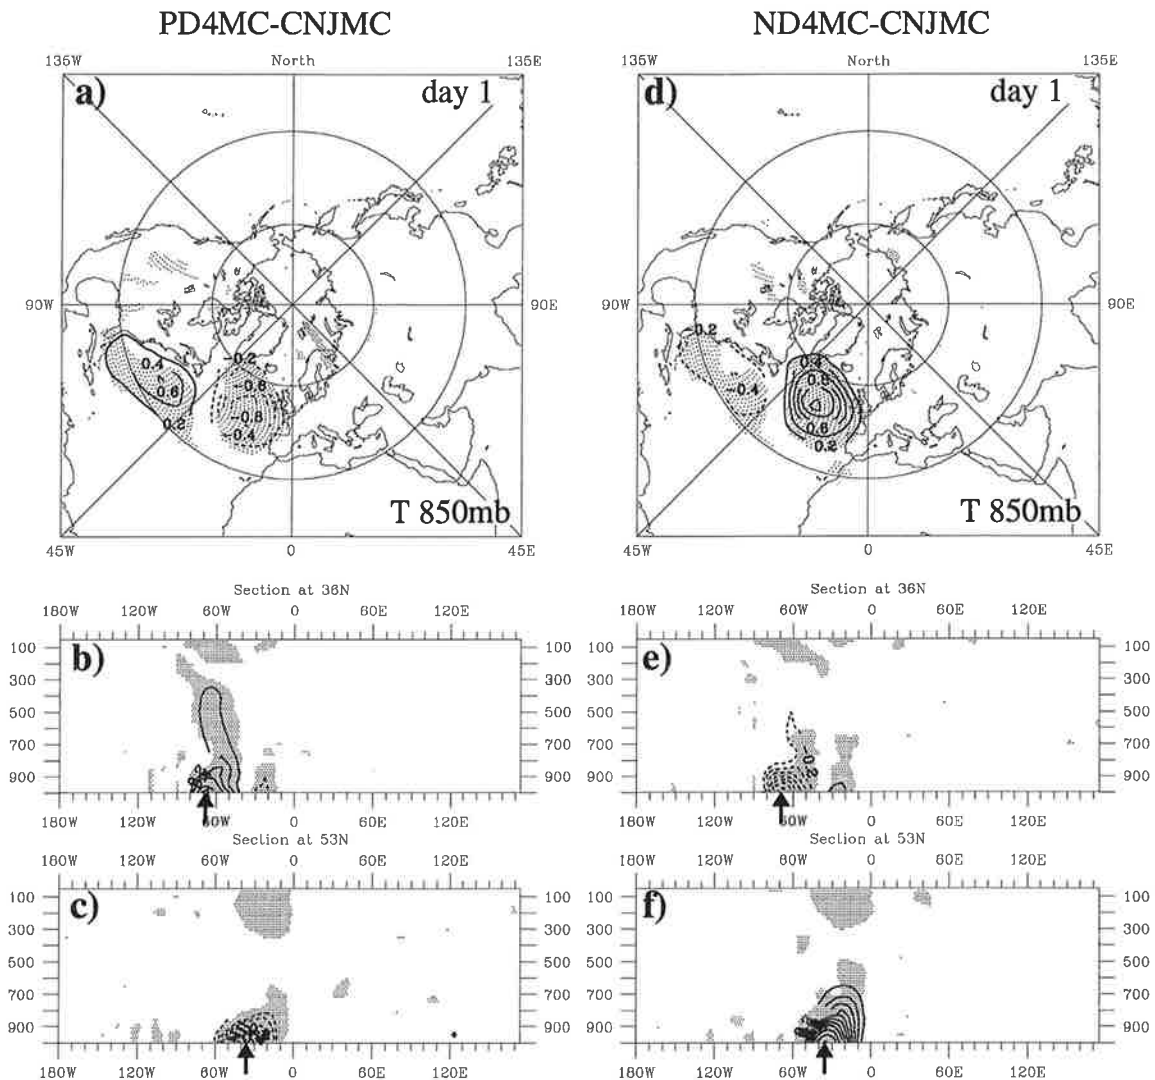 PD4MC-CNJMC ND4MC-CNJMC
135W North 135E 135W North 135E
a) day 1 d) day 1
90W 90E
90W 90E
0.4 0.6 0.2 -0.2 -0.6 -0.8 -0.4
-0.2 -0.4 0.4 0.8 0.6 0.2
T 850mb T 850mb
45W 0 45E 45W 0 45E
Section at 36N Section at 36N
180W 120W 60W 0 60E 120E 180W 120W 60W 0 60E 120E
b) e)
100 100 100 100
300 300 300 300
500 500 500 500
700 700 700 700
900 900 900 900
180W 120W 60W 0 60E 120E 180W 120W 60W 0 60E 120E
Section at 53N Section at 53N
180W 120W 60W 0 60E 120E 180W 120W 60W 0 60E 120E
c) f)
100 100 100 100
300 300 300 300
500 500 500 500
700 700 700 700
900 900 900 900
180W 120W 60W 0 60E 120E 180W 120W 60W 0 60E 120E